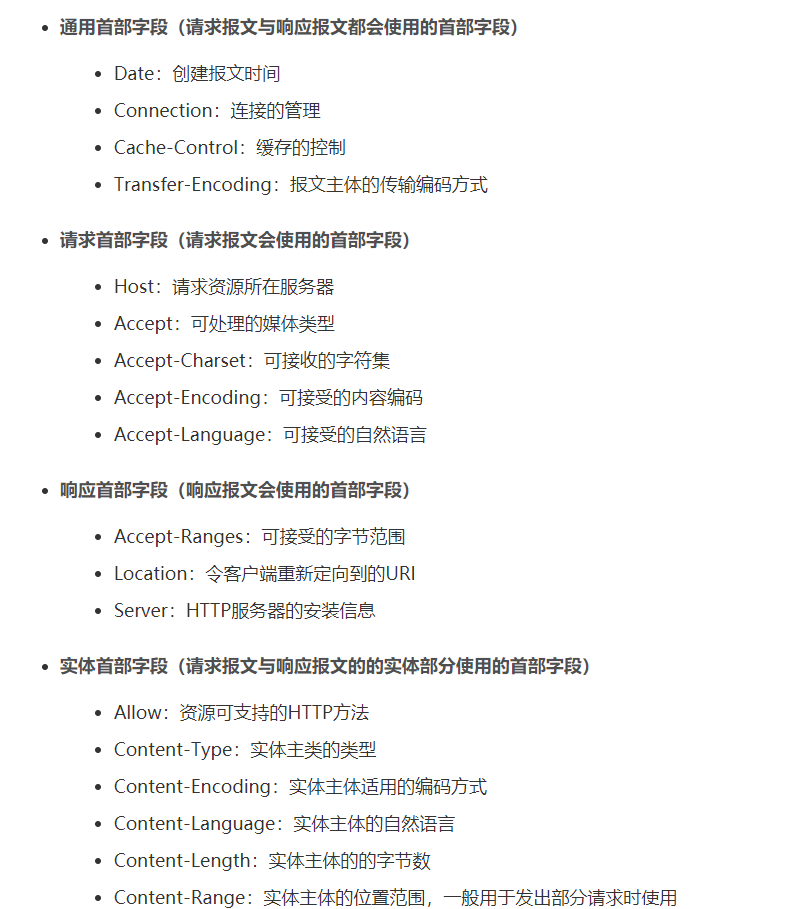 通用首部字段（请求报文与响应报文都会使用的首部字段）
Date：创建报文时间
Connection：连接的管理
Cache-Control：缓存的控制
Transfer-Encoding：报文主体的传输编码方式
请求首部字段（请求报文会使用的首部字段）
Host：请求资源所在服务器
Accept：可处理的媒体类型
Accept-Charset：可接收的字符集
Accept-Encoding：可接受的内容编码
Accept-Language：可接受的自然语言
响应首部字段（响应报文会使用的首部字段）
Accept-Ranges：可接受的字节范围
Location：令客户端重新定向到的URI
Server：HTTP服务器的安装信息
实体首部字段（请求报文与响应报文的的实体部分使用的首部字段）
Allow：资源可支持的HTTP方法
Content-Type：实体主类的类型
Content-Encoding：实体主体适用的编码方式
Content-Language：实体主体的自然语言
Content-Length：实体主体的的字节数
Content-Range：实体主体的位置范围，一般用于发出部分请求时使用